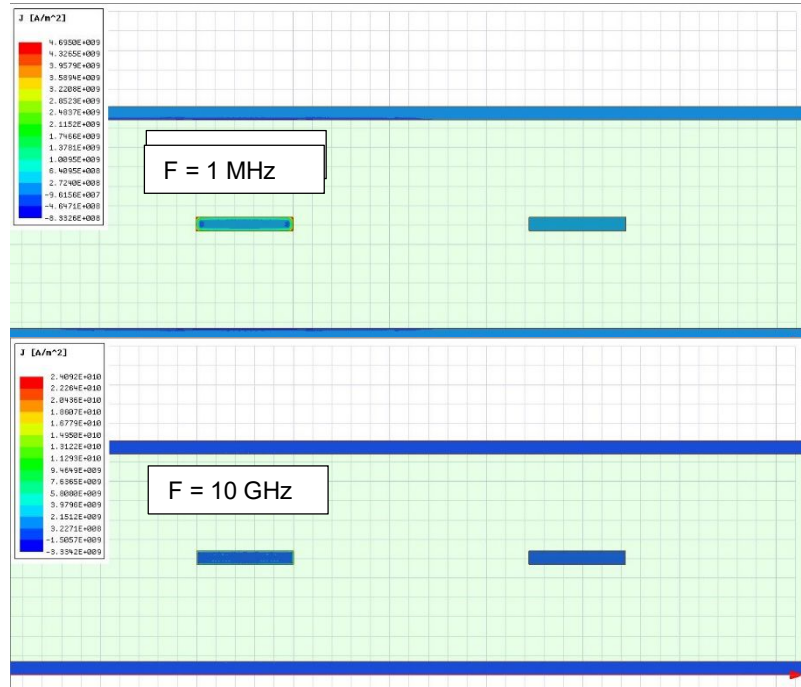 J [A/m^2]
4.6950E+009
4.3265E+009
3.9579E+009
3.5894E+009
3.2208E+009
2.8523E+009
2.4837E+009
2.1152E+009
1.7466E+009
1.3781E+009
1.0095E+009
6.4095E+008
2.7240E+008
-9.6156E+007
-4.6471E+008
-8.3326E+008
F = 1 MHz
J [A/m^2]
2.4092E+010
2.2264E+010
2.0436E+010
1.8607E+010
1.6779E+010
1.4950E+010
1.3122E+010
1.1293E+010
9.4649E+009
7.6365E+009
5.8080E+009
3.9796E+009
2.1512E+009
3.2271E+008
-1.5057E+009
-3.3342E+009
F = 10 GHz